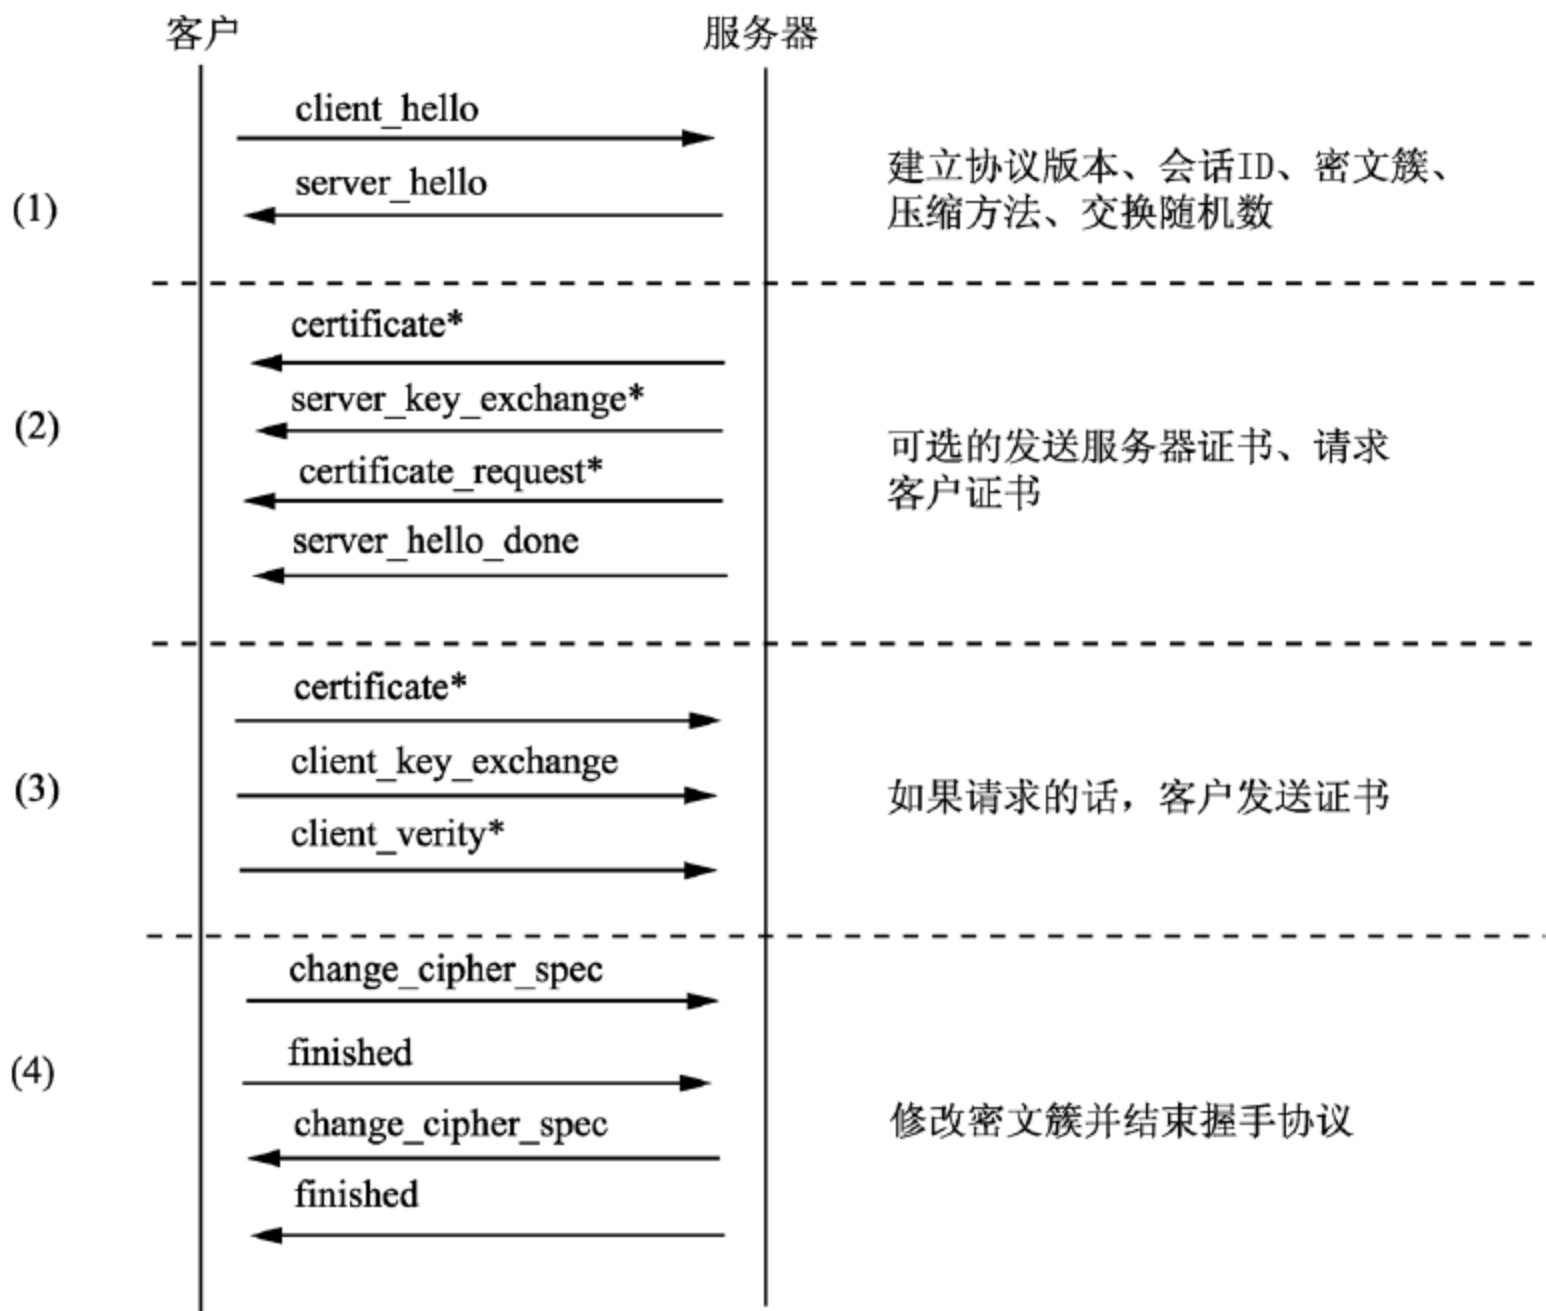 客户
服务器
client_hello
server_hello
(1)
建立协议版本、会话ID、密文簇、
压缩方法、交换随机数
certificate*
server_key_exchange*
certificate_request*
server_hello_done
(2)
可选的发送服务器证书、请求
客户证书
certificate*
client_key_exchange
client_verity*
(3)
如果请求的话，客户发送证书
change_cipher_spec
finished
change_cipher_spec
finished
(4)
修改密文簇并结束握手协议